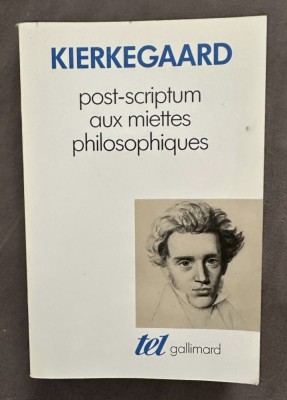 KIERKEGAARD
post-scriptum
aux miettes
philosophiques
tel gallimard